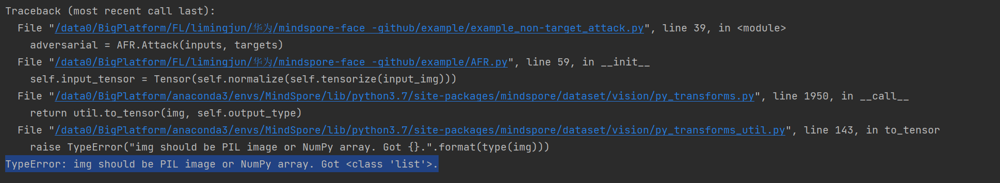 Traceback (most recent call last):
  File "/data0/BigPlatform/FL/limingjun/华为/mindspore-face -github/example/example_non-target_attack.py", line 39, in <module>
    adversarial = AFR.Attack(inputs, targets)
  File "/data0/BigPlatform/FL/limingjun/华为/mindspore-face -github/example/AFR.py", line 59, in __init__
    self.input_tensor = Tensor(self.normalize(self.tensorize(input_img)))
  File "/data0/BigPlatform/anaconda3/envs/MindSpore/lib/python3.7/site-packages/mindspore/dataset/vision/py_transforms.py", line 1950, in __call__
    return util.to_tensor(img, self.output_type)
  File "/data0/BigPlatform/anaconda3/envs/MindSpore/lib/python3.7/site-packages/mindspore/dataset/vision/py_transforms_util.py", line 143, in to_tensor
    raise TypeError("img should be PIL image or NumPy array. Got {}.".format(type(img)))
TypeError: img should be PIL image or NumPy array. Got <class 'list'>.